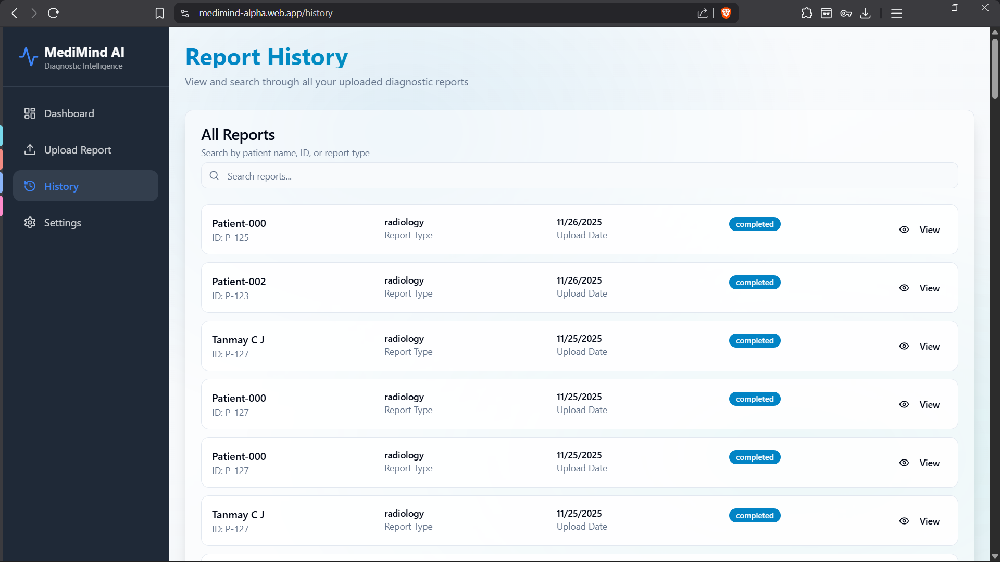 medimind-alpha.web.app/history
MediMind AI
Diagnostic Intelligence
Dashboard
Upload Report
History
Settings
Report History
View and search through all your uploaded diagnostic reports
All Reports
Search by patient name, ID, or report type
Search reports...
Patient-000 radiology 11/26/2025 completed View
ID: P-125 Report Type Upload Date
Patient-002 radiology 11/26/2025 completed View
ID: P-123 Report Type Upload Date
Tanmay C J radiology 11/25/2025 completed View
ID: P-127 Report Type Upload Date
Patient-000 radiology 11/25/2025 completed View
ID: P-127 Report Type Upload Date
Patient-000 radiology 11/25/2025 completed View
ID: P-127 Report Type Upload Date
Tanmay C J radiology 11/25/2025 completed View
ID: P-127 Report Type Upload Date